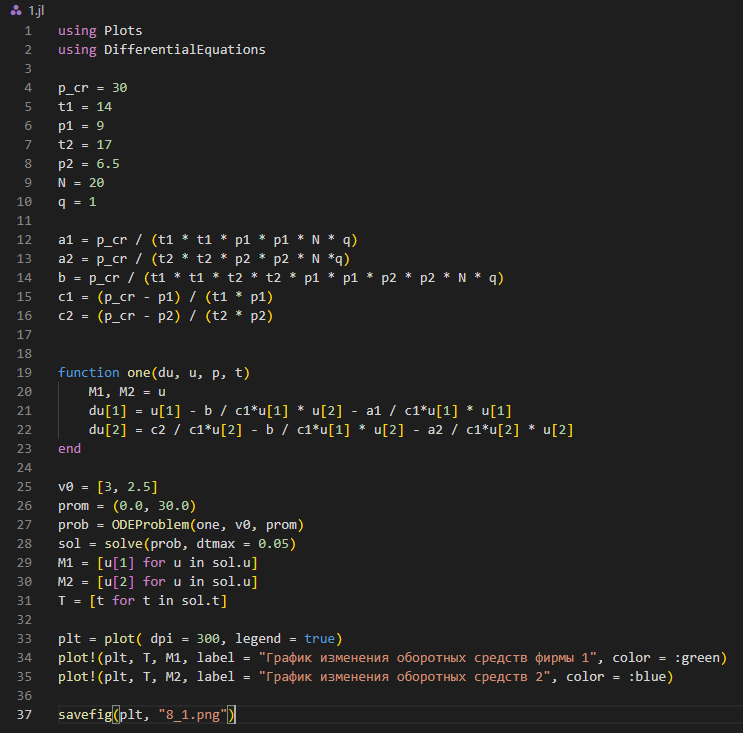 1.jl
1 using Plots
2 using DifferentialEquations
3
4 p_cr = 30
5 t1 = 14
6 p1 = 9
7 t2 = 17
8 p2 = 6.5
9 N = 20
10 q = 1
11
12 a1 = p_cr / (t1 * t1 * p1 * p1 * N * q)
13 a2 = p_cr / (t2 * t2 * p2 * p2 * N *q)
14 b = p_cr / (t1 * t1 * t2 * t2 * p1 * p1 * p2 * p2 * N * q)
15 c1 = (p_cr - p1) / (t1 * p1)
16 c2 = (p_cr - p2) / (t2 * p2)
17
18
19 function one(du, u, p, t)
20     M1, M2 = u
21     du[1] = u[1] - b / c1*u[1] * u[2] - a1 / c1*u[1] * u[1]
22     du[2] = c2 / c1*u[2] - b / c1*u[1] * u[2] - a2 / c1*u[2] * u[2]
23 end
24
25 v0 = [3, 2.5]
26 prom = (0.0, 30.0)
27 prob = ODEProblem(one, v0, prom)
28 sol = solve(prob, dtmax = 0.05)
29 M1 = [u[1] for u in sol.u]
30 M2 = [u[2] for u in sol.u]
31 T = [t for t in sol.t]
32
33 plt = plot( dpi = 300, legend = true)
34 plot!(plt, T, M1, label = "График изменения оборотных средств фирмы 1", color = :green)
35 plot!(plt, T, M2, label = "График изменения оборотных средств 2", color = :blue)
36
37 savefig(plt, "8_1.png")